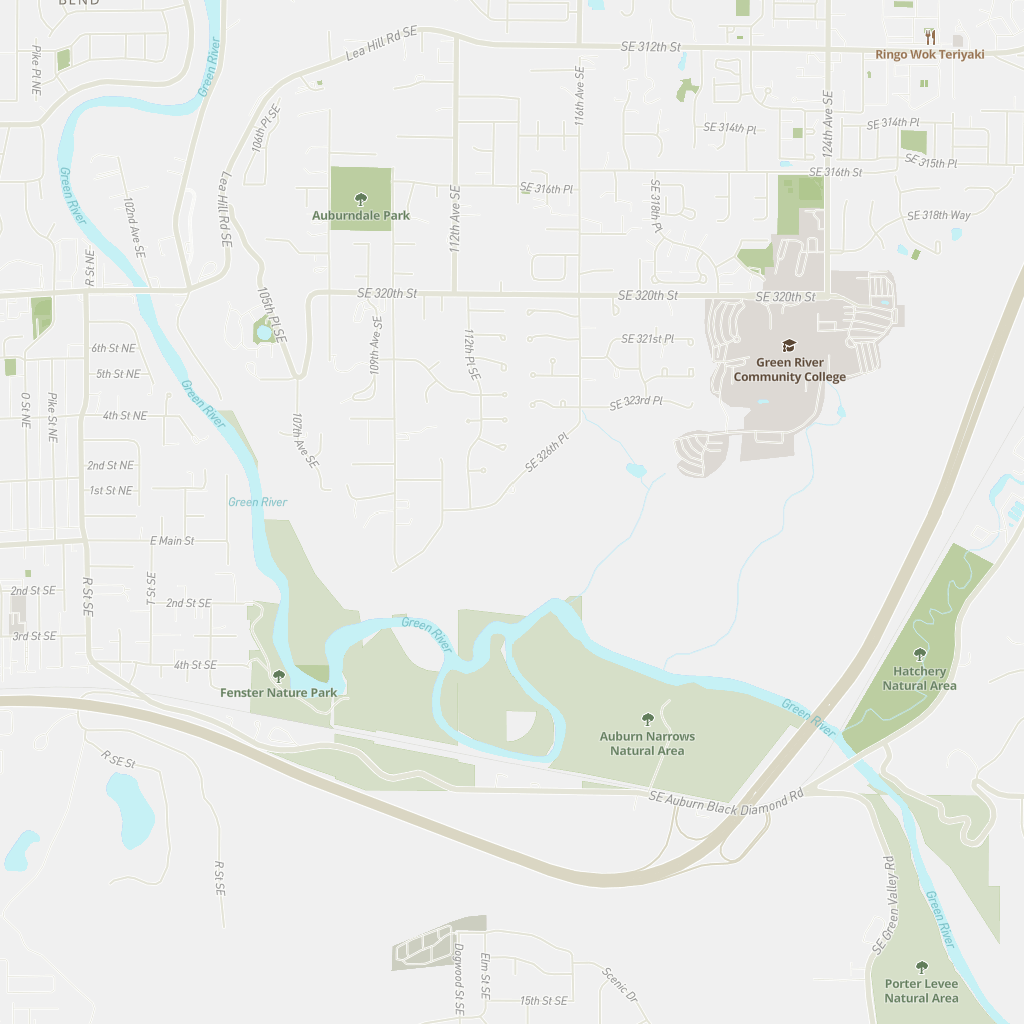 BEND
Green River
Lea Hill Rd SE
SE 312th St
Ringo Wok Teriyaki
Pike Pl NE
106th Pl SE
116th Ave SE
SE 314th Pl
124th Ave SE
SE 314th Pl
SE 315th Pl
SE 316th St
Green River
102nd Ave SE
Lea Hill Rd SE
Auburndale Park
112th Ave SE
SE 316th Pl
SE 318th Pl
SE 318th Way
R St NE
105th Pl SE
SE 320th St
SE 320th St
SE 320th St
109th Ave SE
112th Pl SE
SE 321st Pl
Green River
Community College
6th St NE
5th St NE
Green River
O St NE
Pike St NE
4th St NE
107th Ave SE
SE 323rd Pl
SE 326th Pl
2nd St NE
1st St NE
Green River
E Main St
2nd St SE
R St SE
T St SE
2nd St SE
3rd St SE
4th St SE
Green River
Fenster Nature Park
Hatchery
Natural Area
Green River
Auburn Narrows
Natural Area
R SE St
SE Auburn Black Diamond Rd
R St SE
SE Green Valley Rd
Green River
Dogwood St SE
Elm St SE
15th St SE
Scenic Dr
Porter Levee
Natural Area